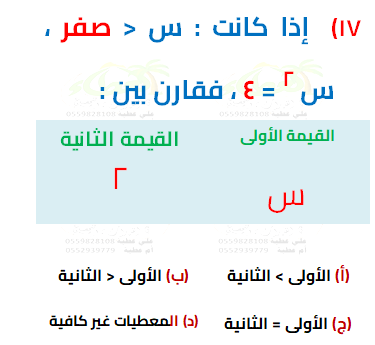 ١٧) إذا كانت : س < صفر ،
س٢ = ٤ ، فقارن بين :
القيمة الأولى القيمة الثانية
س ٢
(أ) الأولى > الثانية (ب) الأولى < الثانية
(ج) الأولى = الثانية (د) المعطيات غير كافية